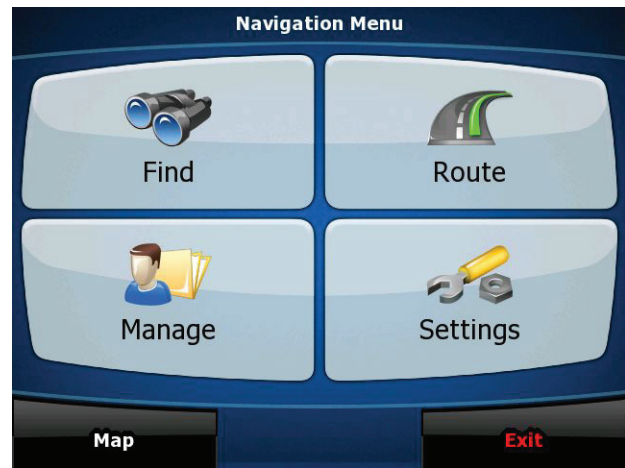 Navigation Menu
Find
Route
Manage
Settings
Map
Exit